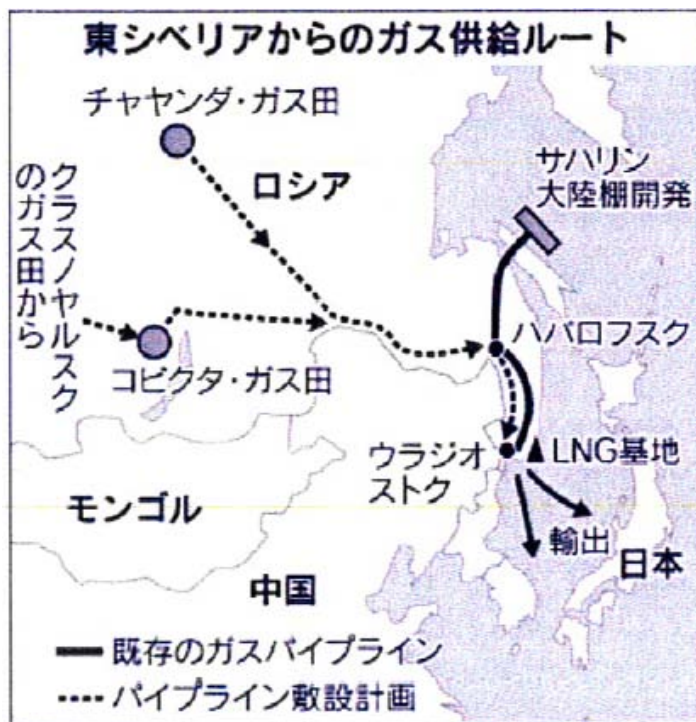 東シベリアからのガス供給ルート
チャヤンダ・ガス田
ロシア
サハリン
大陸棚開発
クラスノヤルスク
のガス田から
コビクタ・ガス田
ハバロフスク
ウラジオ
ストク
▲LNG基地
モンゴル
輸出
日本
中国
既存のガスパイプライン
パイプライン敷設計画